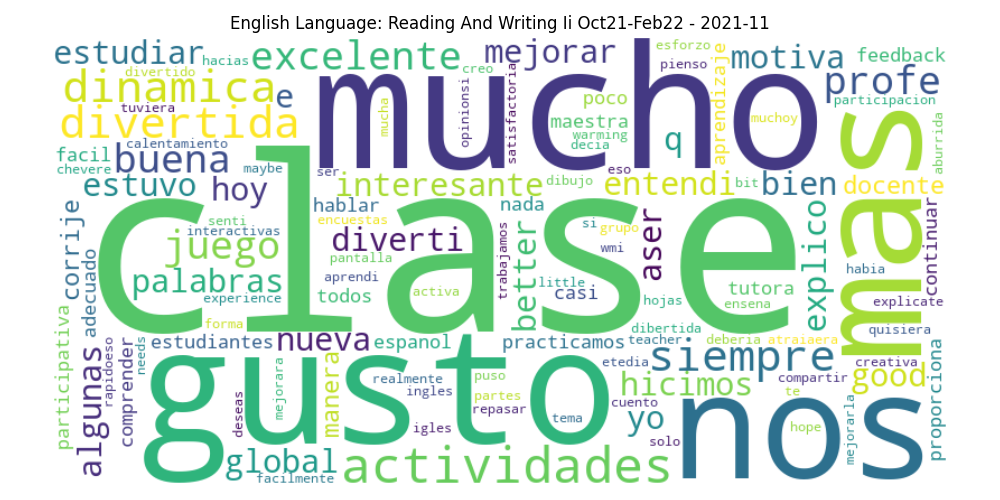 English Language: Reading And Writing Ii Oct21-Feb22 - 2021-11
estudiar
hacias
excelente
mejorar
esforzo
motiva
feedback
divertido
creo
pienso
dinamica
e
mucho
profe
tuviera
mucha
opinionsi
satisfactoria
poco
aprendizaje
participacion
divertida
maestra
muchoy
mas
warming
q
calentamiento
decia
aburrida
facil
buena
maybe
chevere
ser
eso
estuvo
hoy
interesante
dibujo
entendi
bit
bien
docente
corrije
clase
hablar
nada
senti
encuestas
si
grupo
explico
continuar
interactivas
juego
diverti
better
wmi
aser
pantalla
trabajamos
habia
palabras
aprendi
activa
little
tutora
adecuado
experience
todos
casi
hojas
ensena
explicate
participativa
forma
dibertida
quisiera
rapidoeso
nueva
estudiantes
espanol
practicamos
teacher
deberia
atraiaera
algunas
comprender
needs
gusto
manera
etedia
siempre
creativa
mejorara
realmente
puso
hicimos
compartir
good
proporciona
ingles
partes
te
deseas
repasar
cuento
yo
nos
igles
tema
hope
mejorarla
solo
global
actividades
facilmente